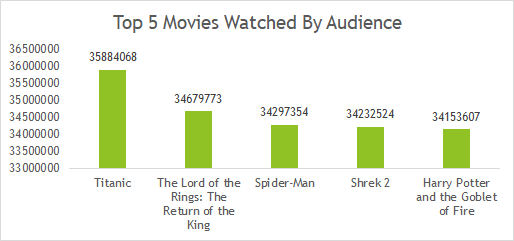 Top 5 Movies Watched By Audience
36500000
36000000
35500000
35000000
34500000
34000000
33500000
33000000
35884068
34679773
34297354
34232524
34153607
Titanic
The Lord of the
Rings: The
Return of the
King
Spider-Man
Shrek 2
Harry Potter
and the Goblet
of Fire